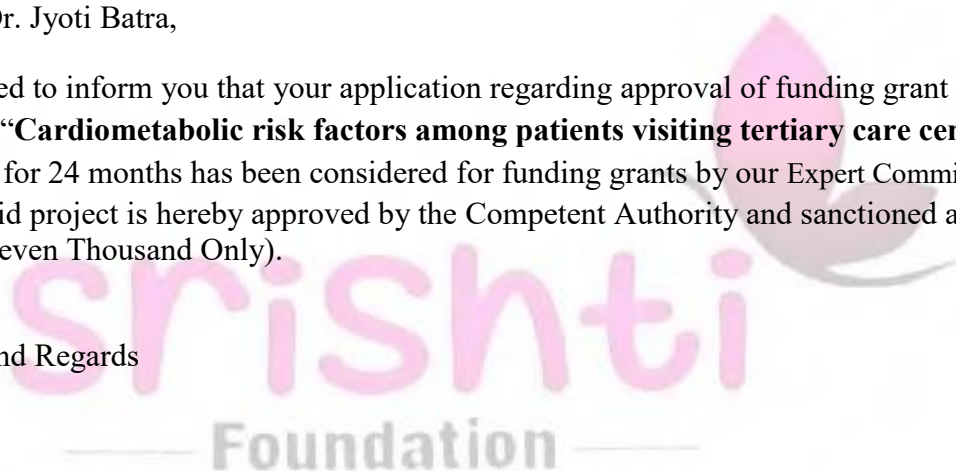 Dr. Jyoti Batra,
ed to inform you that your application regarding approval of funding grant
“Cardiometabolic risk factors among patients visiting tertiary care cen
for 24 months has been considered for funding grants by our Expert Commi
id project is hereby approved by the Competent Authority and sanctioned a
even Thousand Only).
nd Regards
srishti
Foundation